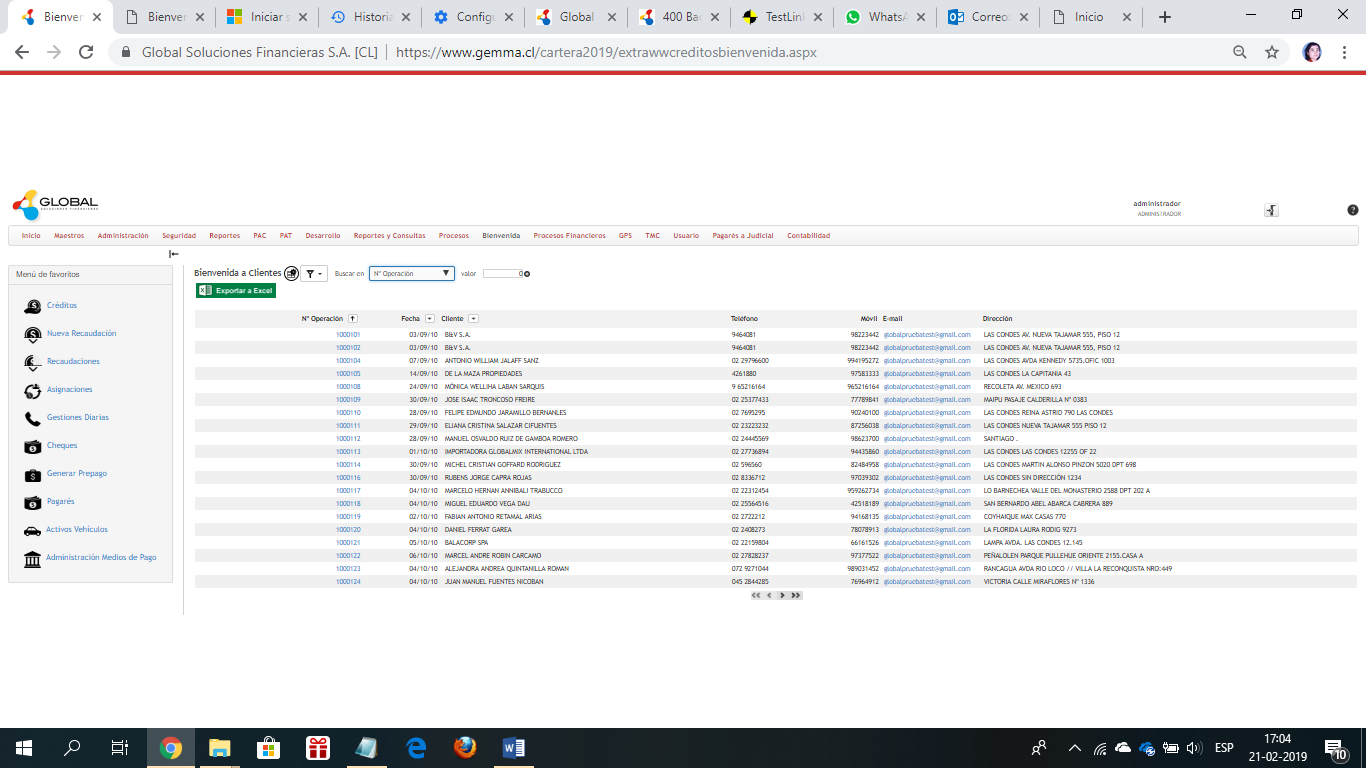 Bienven
Bienven
Iniciar s
Historia
Configu
Global
400 Bad
TestLink
WhatsA
Correo:
Inicio
Global Soluciones Financieras S.A. [CL] | https://www.gemma.cl/cartera2019/extrawwcreditosbienvenida.aspx
GLOBAL
SOLUCIONES FINANCIERAS
administrador
ADMINISTRADOR
Inicio Maestros Administración Seguridad Reportes PAC PAT Desarrollo Reportes y Consultas Procesos Bienvenida Procesos Financieros GPS TMC Usuario Pagarés a Judicial Contabilidad
Menú de favoritos
Créditos
Nueva Recaudación
Recaudaciones
Asignaciones
Gestiones Diarias
Cheques
Generar Prepago
Pagarés
Activos Vehículos
Administración Medios de Pago
Bienvenida a Clientes Buscar en N° Operación valor 0
Exportar a Excel
N° Operación Fecha Cliente Teléfono Móvil E-mail Dirección
1000101 03/09/10 B&V S.A. 9464081 98223442 globalpruebatest@gmail.com LAS CONDES AV. NUEVA TAJAMAR 555, PISO 12
1000102 03/09/10 B&V S.A. 9464081 98223442 globalpruebatest@gmail.com LAS CONDES AV. NUEVA TAJAMAR 555, PISO 12
1000104 07/09/10 ANTONIO WILLIAM JALAFF SANZ 02 29796600 994195272 globalpruebatest@gmail.com LAS CONDES AVDA KENNEDY 5735.OFIC 1003
1000105 14/09/10 DE LA MAZA PROPIEDADES 4261880 97583333 globalpruebatest@gmail.com LAS CONDES LA CAPITANIA 43
1000108 24/09/10 MÓNICA WELLIHA LABAN SARQUIS 9 65216164 965216164 globalpruebatest@gmail.com RECOLETA AV. MEXICO 693
1000109 30/09/10 JOSE ISAAC TRONCOSO FREIRE 02 25377433 77789841 globalpruebatest@gmail.com MAIPU PASAJE CALDERILLA N° 0383
1000110 28/09/10 FELIPE EDMUNDO JARAMILLO BERNANLES 02 7695295 90240100 globalpruebatest@gmail.com LAS CONDES REINA ASTRID 790 LAS CONDES
1000111 29/09/10 ELIANA CRISTINA SALAZAR CIFUENTES 02 23223232 87256038 globalpruebatest@gmail.com LAS CONDES NUEVA TAJAMAR 555 PISO 12
1000112 28/09/10 MANUEL OSVALDO RUIZ DE GAMBOA ROMERO 02 24445569 98623700 globalpruebatest@gmail.com SANTIAGO .
1000113 01/10/10 IMPORTADORA GLOBALMIX INTERNATIONAL LTDA 02 27736894 94435860 globalpruebatest@gmail.com LAS CONDES LAS CONDES 12255 OF 22
1000114 30/09/10 MICHEL CRISTIAN GOFFARD RODRIGUEZ 02 596560 82484958 globalpruebatest@gmail.com LAS CONDES MARTIN ALONSO PINZON 5020 DPT 698
1000116 30/09/10 RUBENS JORGE CAPRA ROJAS 02 8336712 97039302 globalpruebatest@gmail.com LAS CONDES SIN DIRECCIÓN 1234
1000117 04/10/10 MARCELO HERNAN ANNIBALI TRABUCCO 02 22312454 959262734 globalpruebatest@gmail.com LO BARNECHEA VALLE DEL MONASTERIO 2588 DPT 202 A
1000118 04/10/10 MIGUEL EDUARDO VEGA DAU 02 25564516 42518189 globalpruebatest@gmail.com SAN BERNARDO ABEL ABARCA CABRERA 889
1000119 02/10/10 FABIAN ANTONIO RETAMAL ARIAS 02 2722212 94168135 globalpruebatest@gmail.com COYHAIQUE MAX CASAS 770
1000120 04/10/10 DANIEL FERRAT GAREA 02 2408273 78078913 globalpruebatest@gmail.com LA FLORIDA LAURA RODIG 9273
1000121 05/10/10 BALACORP SPA 02 22159804 66161526 globalpruebatest@gmail.com LAMPA AVDA. LAS CONDES 12.145
1000122 06/10/10 MARCEL ANDRE ROBIN CARCAMO 02 27828237 97377522 globalpruebatest@gmail.com PEÑALOLEN PARQUE PULLEHUE ORIENTE 2155.CASA A
1000123 04/10/10 ALEJANDRA ANDREA QUINTANILLA ROMAN 072 9271044 989031452 globalpruebatest@gmail.com RANCAGUA AVDA RIO LOCO // VILLA LA RECONQUISTA NRO:449
1000124 04/10/10 JUAN MANUEL FUENTES NICOBAN 045 2844285 76964912 globalpruebatest@gmail.com VICTORIA CALLE MIRAFLORES N° 1336
ESP
17:04
21-02-2019
10